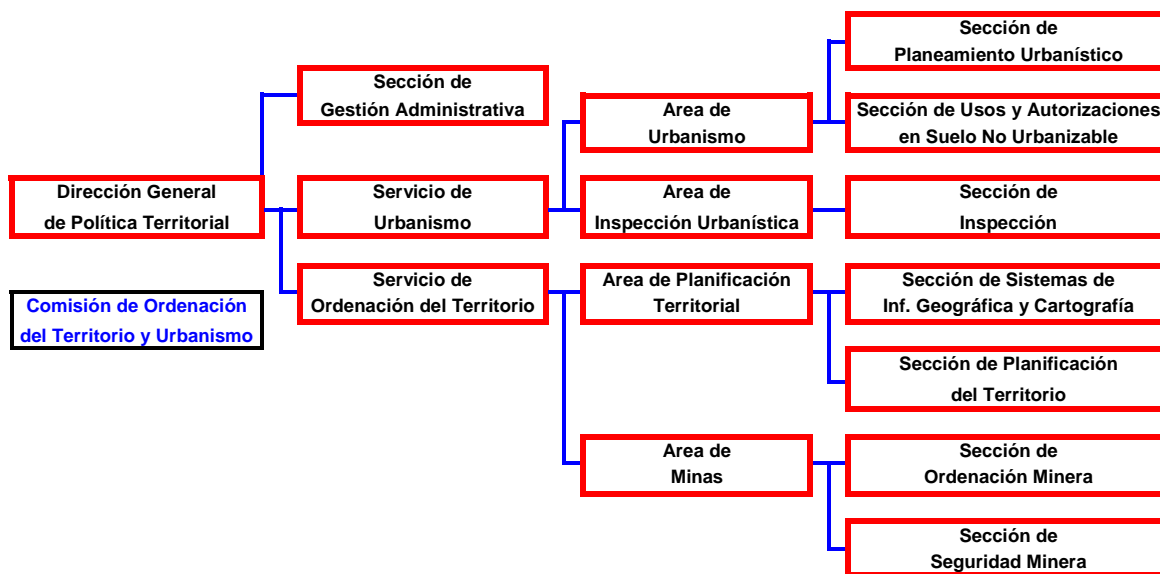 Sección de
Planeamiento Urbanístico
Sección de
Gestión Administrativa
Area de
Urbanismo
Sección de Usos y Autorizaciones
en Suelo No Urbanizable
Dirección General
de Política Territorial
Servicio de
Urbanismo
Area de
Inspección Urbanística
Sección de
Inspección
Comisión de Ordenación
del Territorio y Urbanismo
Servicio de
Ordenación del Territorio
Area de Planificación
Territorial
Sección de Sistemas de
Inf. Geográfica y Cartografía
Sección de Planificación
del Territorio
Area de
Minas
Sección de
Ordenación Minera
Sección de
Seguridad Minera